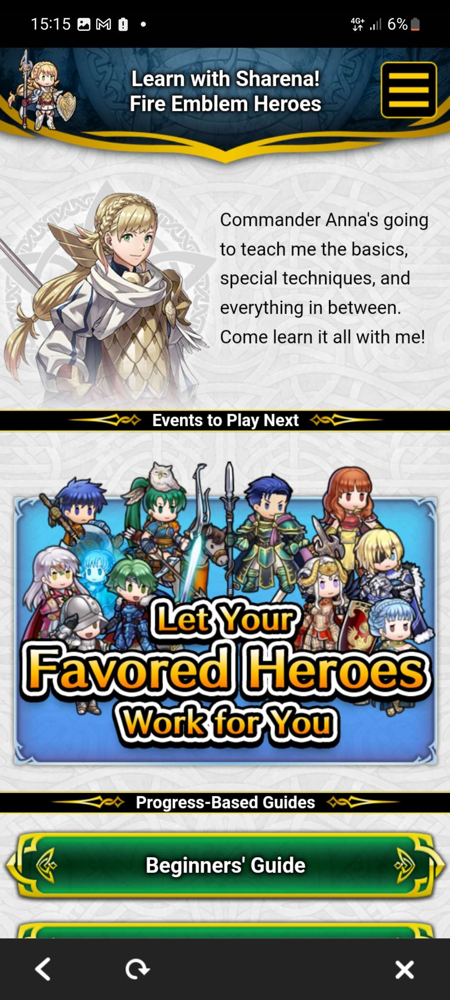 15:15
4G+
6%
Learn with Sharena!
Fire Emblem Heroes
Commander Anna's going
to teach me the basics,
special techniques, and
everything in between.
Come learn it all with me!
Events to Play Next
Let Your
Favored Heroes
Work for You
Progress-Based Guides
Beginners' Guide